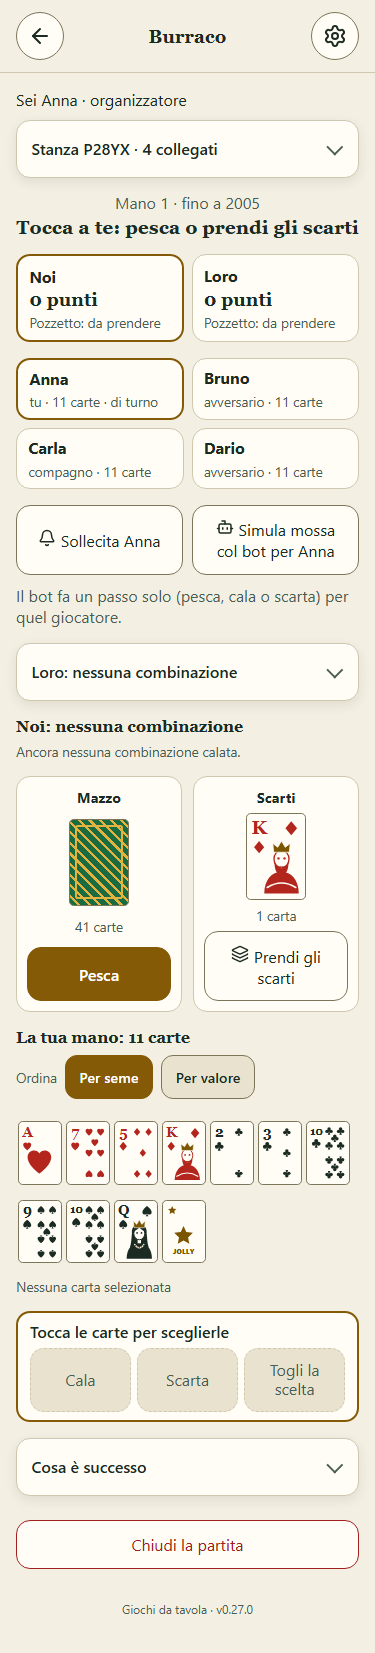 Burraco
Sei Anna · organizzatore
Stanza P28YX · 4 collegati
Mano 1 · fino a 2005
Tocca a te: pesca o prendi gli scarti
Noi
0 punti
Pozzetto: da prendere
Loro
0 punti
Pozzetto: da prendere
Anna
tu · 11 carte · di turno
Bruno
avversario · 11 carte
Carla
compagno · 11 carte
Dario
avversario · 11 carte
Sollecita Anna
Simula mossa
col bot per Anna
Il bot fa un passo solo (pesca, cala o scarta) per
quel giocatore.
Loro: nessuna combinazione
Noi: nessuna combinazione
Ancora nessuna combinazione calata.
Mazzo
41 carte
Pesca
Scarti
K
1 carta
Prendi gli
scarti
La tua mano: 11 carte
Ordina
Per seme
Per valore
A
7
5
K
2
3
10
9
10
Q
JOLLY
Nessuna carta selezionata
Tocca le carte per sceglierle
Cala
Scarta
Togli la
scelta
Cosa è successo
Chiudi la partita
Giochi da tavola · v0.27.0